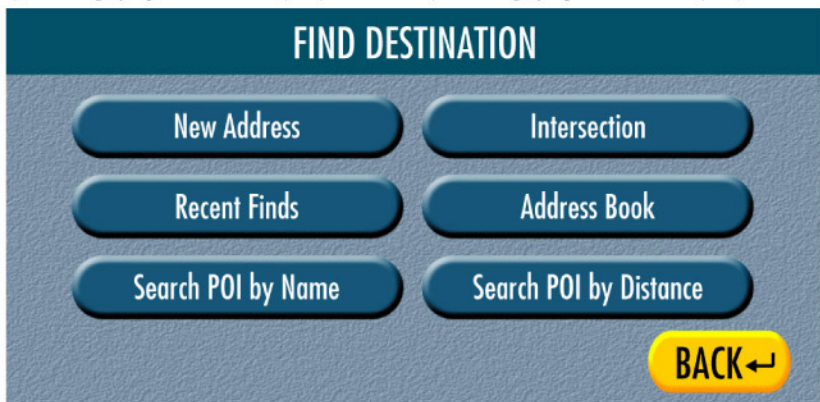 FIND DESTINATION
New Address
Intersection
Recent Finds
Address Book
Search POI by Name
Search POI by Distance
BACK